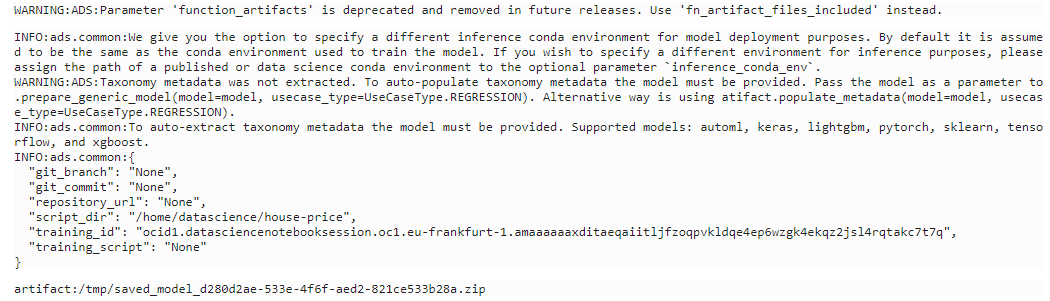 WARNING:ADS:Parameter 'function_artifacts' is deprecated and removed in future releases. Use 'fn_artifact_files_included' instead.
INFO:ads.common:We give you the option to specify a different inference conda environment for model deployment purposes. By default it is assume
d to be the same as the conda environment used to train the model. If you wish to specify a different environment for inference purposes, please
assign the path of a published or data science conda environment to the optional parameter `inference_conda_env`.
WARNING:ADS:Taxonomy metadata was not extracted. To auto-populate taxonomy metadata the model must be provided. Pass the model as a parameter to
.prepare_generic_model(model=model, usecase_type=UseCaseType.REGRESSION). Alternative way is using atifact.populate_metadata(model=model, usecas
e_type=UseCaseType.REGRESSION).
INFO:ads.common:To auto-extract taxonomy metadata the model must be provided. Supported models: automl, keras, lightgbm, pytorch, sklearn, tenso
rflow, and xgboost.
INFO:ads.common:{
  "git_branch": "None",
  "git_commit": "None",
  "repository_url": "None",
  "script_dir": "/home/datascience/house-price",
  "training_id": "ocid1.datasciencenotebooksession.oc1.eu-frankfurt-1.amaaaaaaxditaeqaiitljfzoqpvkldqe4ep6wzgk4ekqz2jsl4rqtakc7t7q",
  "training_script": "None"
}
artifact:/tmp/saved_model_d280d2ae-533e-4f6f-aed2-821ce533b28a.zip